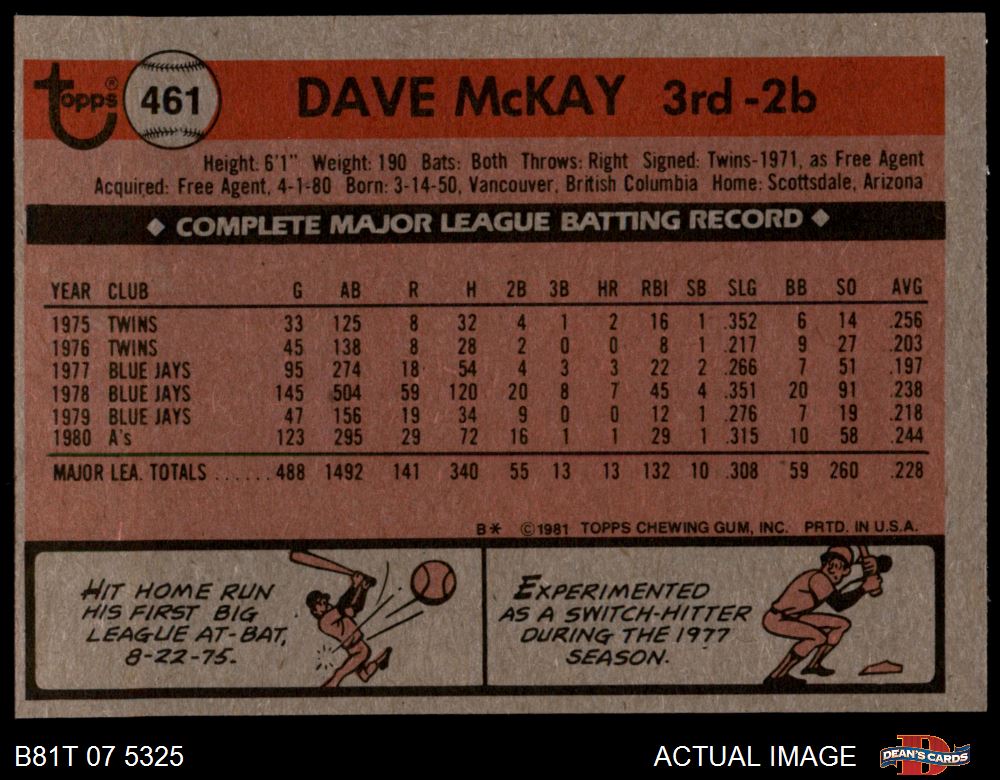 topps® 461 DAVE McKAY 3rd-2b
Height: 6'1" Weight: 190 Bats: Both Throws: Right Signed: Twins-1971, as Free Agent
Acquired: Free Agent, 4-1-80 Born: 3-14-50, Vancouver, British Columbia Home: Scottsdale, Arizona
◆ COMPLETE MAJOR LEAGUE BATTING RECORD ◆
YEAR CLUB G AB R H 2B 3B HR RBI SB SLG BB SO AVG
1975 TWINS 33 125 8 32 4 1 2 16 1 .352 6 14 .256
1976 TWINS 45 138 8 28 2 0 0 8 1 .217 9 27 .203
1977 BLUE JAYS 95 274 18 54 4 3 3 22 2 .266 7 51 .197
1978 BLUE JAYS 145 504 59 120 20 8 7 45 4 .351 20 91 .238
1979 BLUE JAYS 47 156 19 34 9 0 0 12 1 .276 7 19 .218
1980 A's 123 295 29 72 16 1 1 29 1 .315 10 58 .244
MAJOR LEA. TOTALS ...... 488 1492 141 340 55 13 13 132 10 .308 59 260 .228
B* ©1981 TOPPS CHEWING GUM, INC. PRTD. IN U.S.A.
HIT HOME RUN
HIS FIRST BIG
LEAGUE AT-BAT,
8-22-75.
EXPERIMENTED
AS A SWITCH-HITTER
DURING THE 1977
SEASON.
B81T 07 5325 ACTUAL IMAGE DEAN'S CARDS